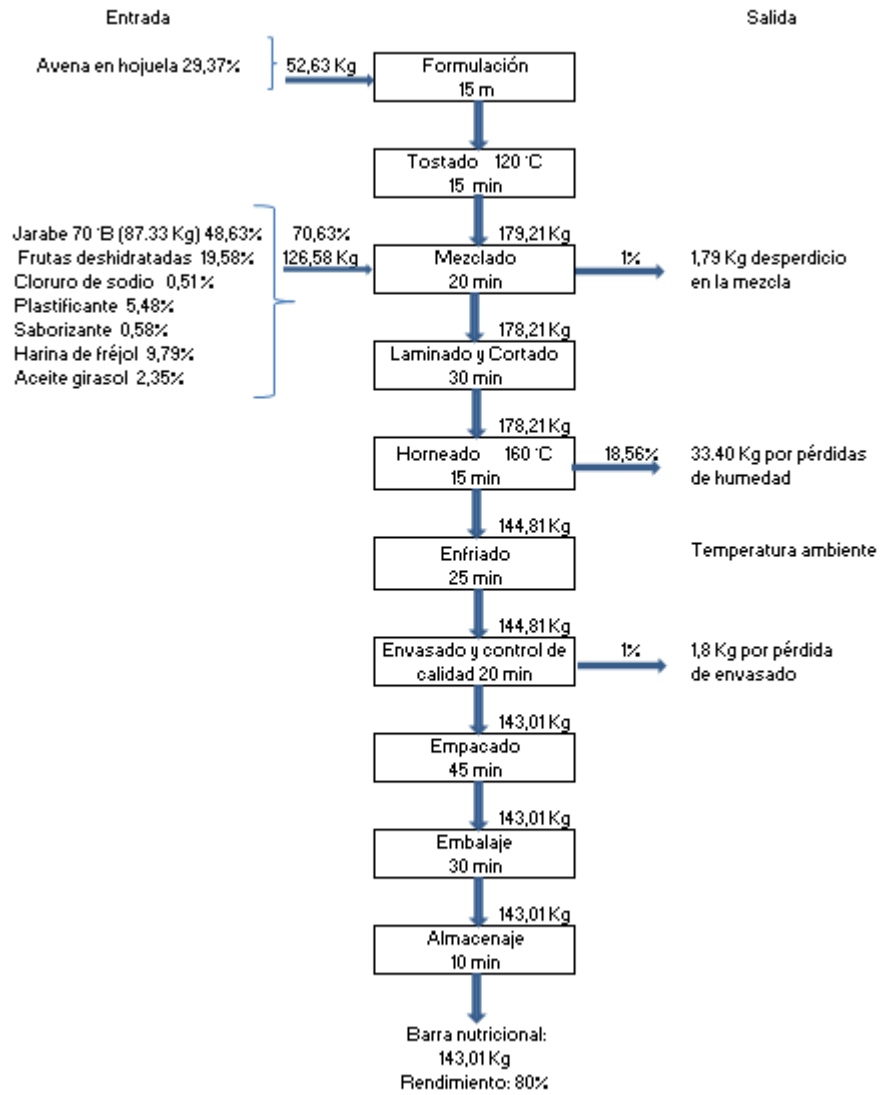 Entrada
Salida
Avena en hojuela 29,37%
52,63 Kg
Formulación
15 m
Tostado 120 °C
15 min
Jarabe 70 °B (87.33 Kg) 48,63%
Frutas deshidratadas 19,58%
Cloruro de sodio 0,51%
Plastificante 5,48%
Saborizante 0,58%
Harina de fréjol 9,79%
Aceite girasol 2,35%
70,63%
126,58 Kg
179,21 Kg
Mezclado
20 min
1%
1,79 Kg desperdicio
en la mezcla
178,21 Kg
Laminado y Cortado
30 min
178,21 Kg
Horneado 160 °C
15 min
18,56%
33.40 Kg por pérdidas
de humedad
144,81 Kg
Enfriado
25 min
Temperatura ambiente
144,81 Kg
Envasado y control de
calidad 20 min
1%
1,8 Kg por pérdida
de envasado
143,01 Kg
Empacado
45 min
143,01 Kg
Embalaje
30 min
143,01 Kg
Almacenaje
10 min
Barra nutricional:
143,01 Kg
Rendimiento: 80%